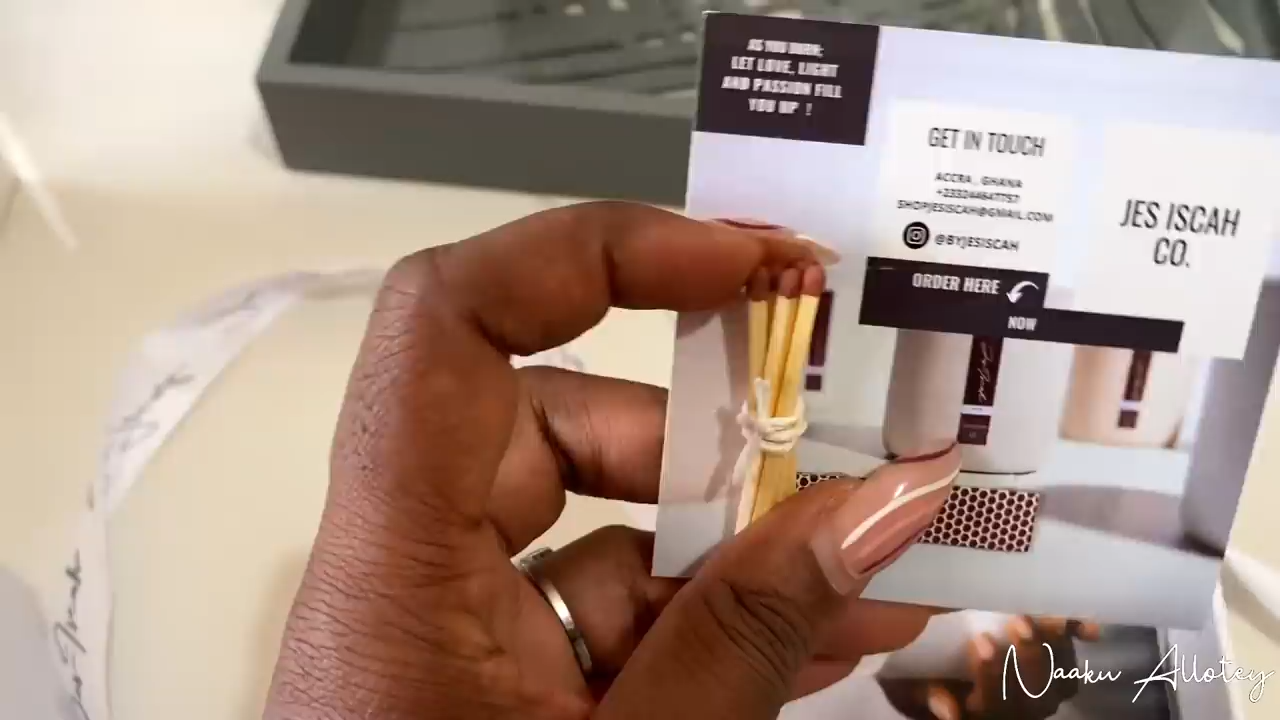 AS YOU BURN;
LET LOVE, LIGHT
AND PASSION FILL
YOU UP !
GET IN TOUCH
ACCRA , GHANA
+233244647757
SHOPJESISCAH@GMAIL.COM
@BYJESISCAH
ORDER HERE
NOW
JES ISCAH
CO.
Naaku Allotey